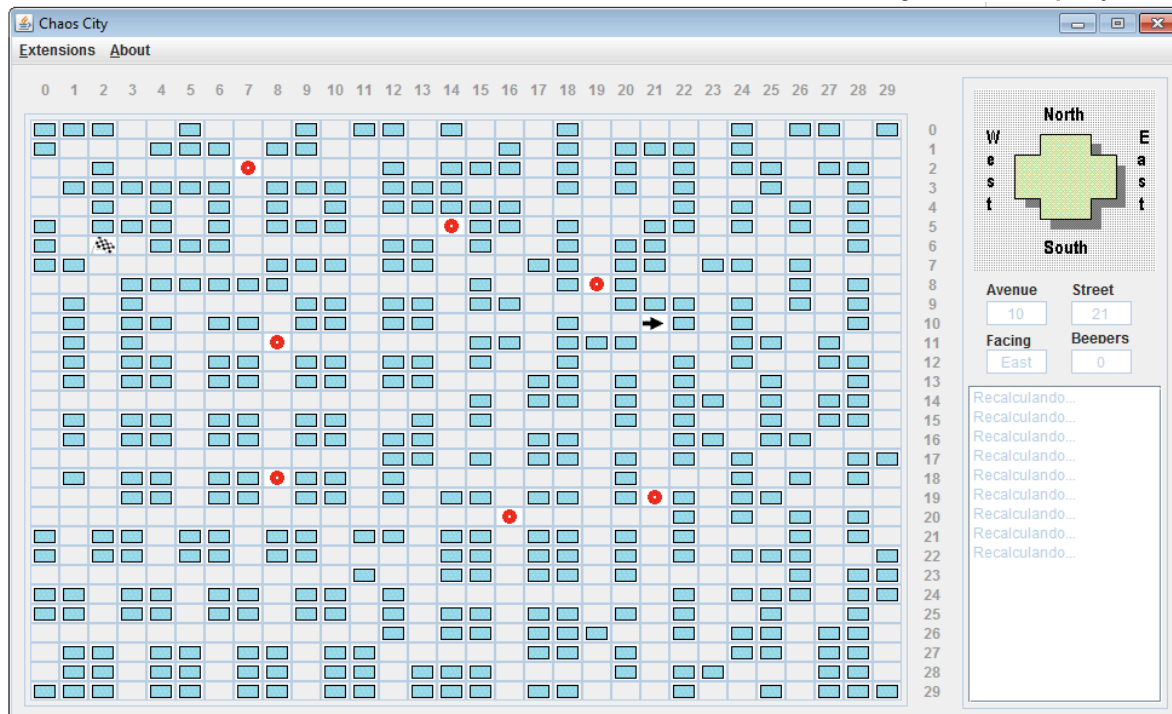 Chaos City
Extensions About
0 1 2 3 4 5 6 7 8 9 10 11 12 13 14 15 16 17 18 19 20 21 22 23 24 25 26 27 28 29
0
1
2
3
4
5
6
7
8
9
10
11
12
13
14
15
16
17
18
19
20
21
22
23
24
25
26
27
28
29
North
West
East
South
Avenue Street
10 21
Facing Beepers
East 0
Recalculando...
Recalculando...
Recalculando...
Recalculando...
Recalculando...
Recalculando...
Recalculando...
Recalculando...
Recalculando...